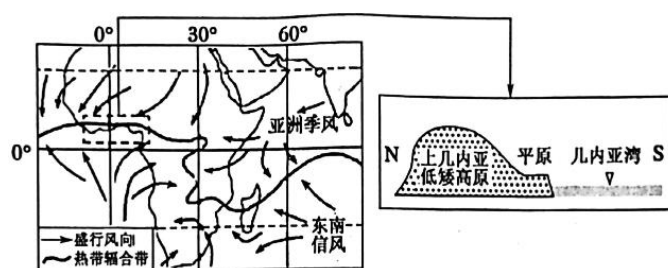 0° 30° 60°
亚洲季风
0°
东南
信风
盛行风向
热带辐合带
N
上几内亚
低矮高原
平原
几内亚湾
S